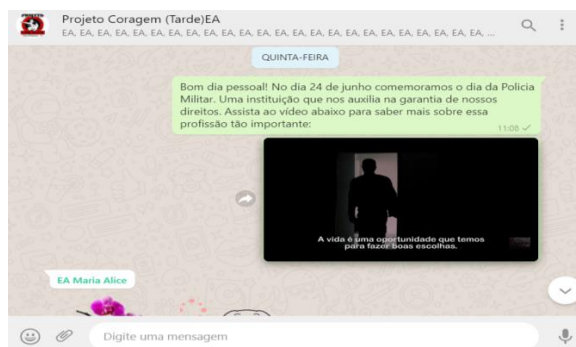 Projeto Coragem (Tarde)EA
EA, EA, EA, EA, EA, EA, EA, EA, EA, EA, EA, EA, EA, EA, EA, EA, EA, EA, EA, EA, EA, EA, EA, EA, ...
QUINTA-FEIRA
Bom dia pessoal! No dia 24 de junho comemoramos o dia da Policia
Militar. Uma instituição que nos auxilia na garantia de nossos
direitos. Assista ao vídeo abaixo para saber mais sobre essa
profissão tão importante:
11:08
A vida é uma oportunidade que temos
para fazer boas escolhas.
EA Maria Alice
Digite uma mensagem